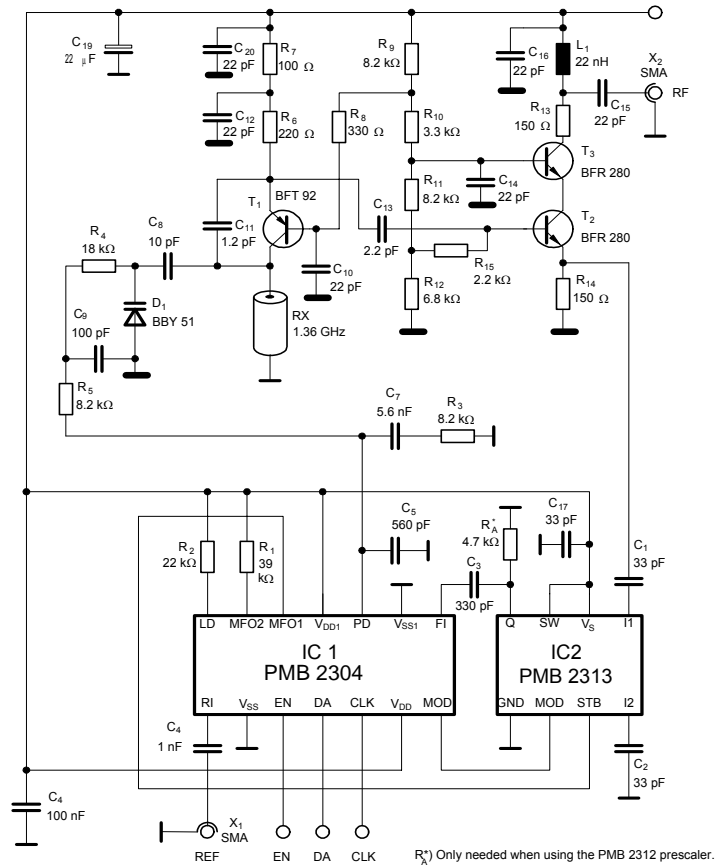 C19
22 μF
C20
22 pF
R7
100 Ω
R9
8.2 kΩ
C16
22 pF
L1
22 nH
X2
SMA
RF
C12
22 pF
R6
220 Ω
R8
330 Ω
R10
3.3 kΩ
R13
150 Ω
C15
22 pF
T3
BFR 280
T1
BFT 92
C11
1.2 pF
R11
8.2 kΩ
C14
22 pF
C13
2.2 pF
T2
BFR 280
R4
18 kΩ
C8
10 pF
C10
22 pF
R15
2.2 kΩ
R12
6.8 kΩ
R14
150 Ω
C9
100 pF
D1
BBY 51
RX
1.36 GHz
R5
8.2 kΩ
C7
5.6 nF
R3
8.2 kΩ
R2
22 kΩ
R1
39
kΩ
C5
560 pF
R*A
4.7 kΩ
C17
33 pF
C3
330 pF
C1
33 pF
LD MFO2 MFO1 VDD1 PD VSS1 FI
IC 1
PMB 2304
RI VSS EN DA CLK VDD MOD
Q SW VS I1
IC2
PMB 2313
GND MOD STB I2
C4
1 nF
C2
33 pF
C4
100 nF
X1
SMA
REF EN DA CLK
R*A) Only needed when using the PMB 2312 prescaler.